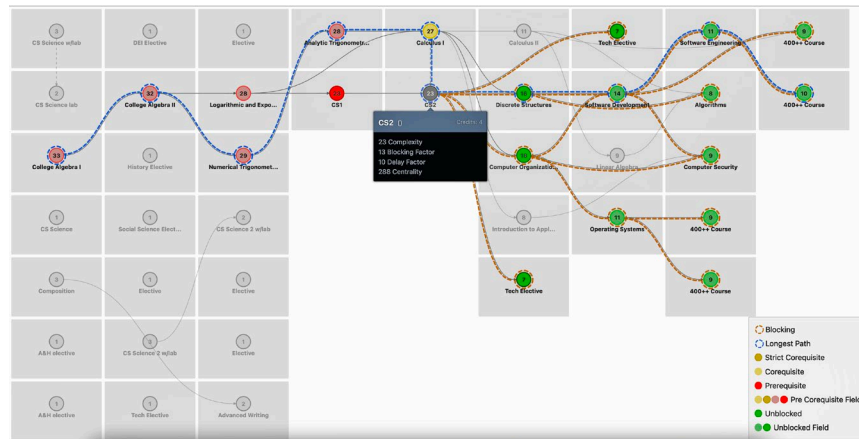 3
CS Science w/lab
1
DEI Elective
1
Elective
28
Analytic Trigonometr...
27
Calculus I
11
Calculus II
7
Tech Elective
11
Software Engineering
8
400++ Course
3
CS Science lab
32
College Algebra II
28
Logarithmic and Expo...
CS1
23
CS2
Discrete Structures
14
Software Development
8
Algorithms
10
400++ Course
CS2 ()
Credits: 4
23 Complexity
13 Blocking Factor
10 Delay Factor
288 Centrality
33
College Algebra I
1
History Elective
29
Numerical Trigonomet...
Computer Organizatio...
Linear Algebra
9
Computer Security
1
CS Science
1
Social Science Elect...
2
CS Science 2 w/lab
Introduction to Appl...
11
Operating Systems
9
400++ Course
3
Composition
1
Elective
1
Elective
7
Tech Elective
9
400++ Course
1
A&H elective
3
CS Science 2 w/lab
1
Elective
1
A&H elective
1
Tech Elective
2
Advanced Writing
Blocking
Longest Path
Strict Corequisite
Corequisite
Prerequisite
Pre Corequisite Field
Unblocked
Unblocked Field